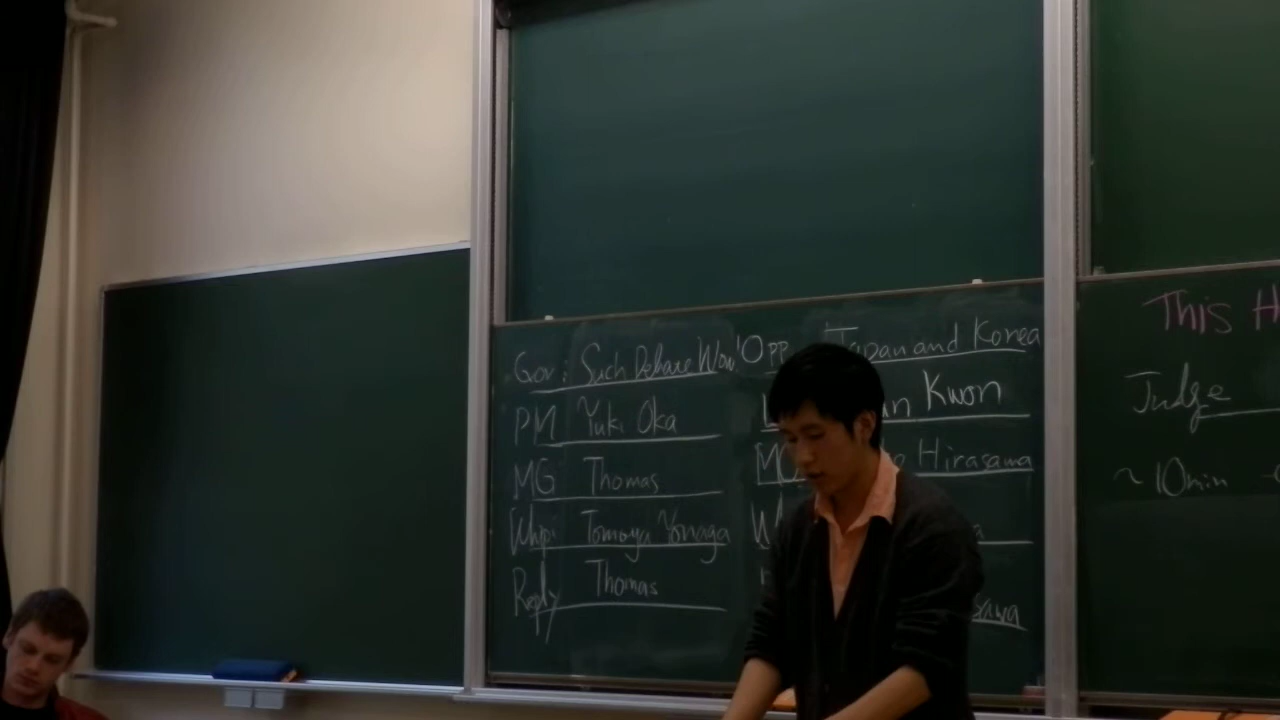 Gov: Such Debate Wow!
PM Yuki Oka
MG Thomas
Whip Tomoya Yonaga
Reply Thomas
Opp Japan and Korea
Kwon
MO Hirasawa
This H
Judge
~10min